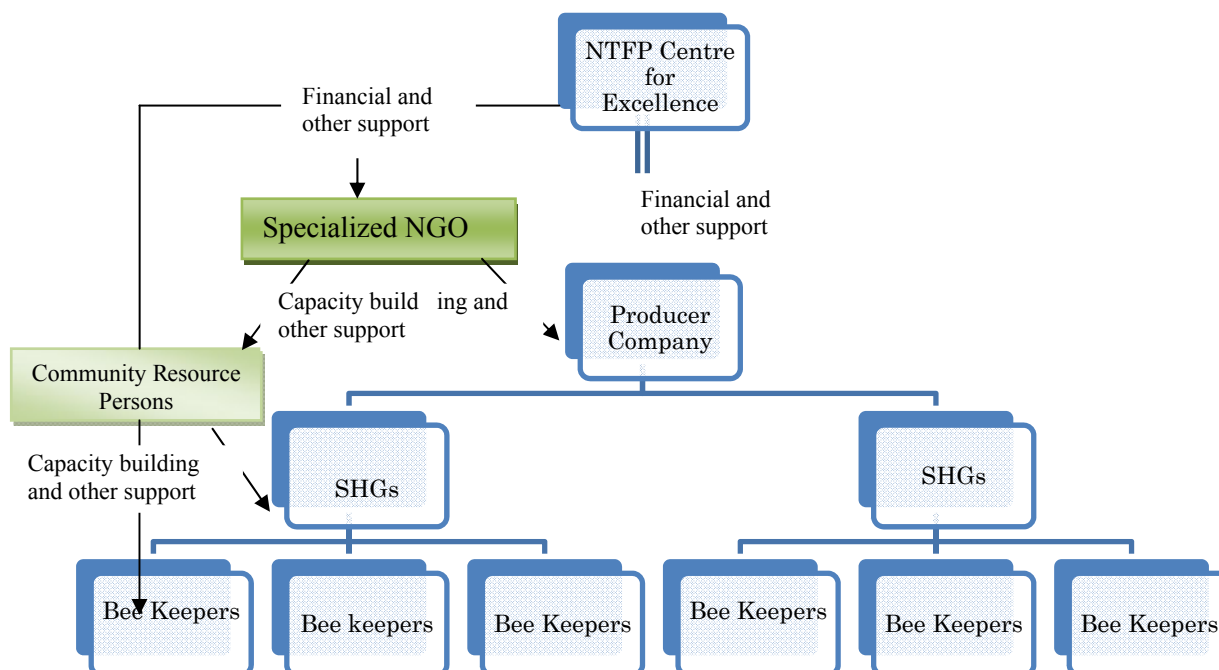 NTFP Centre
for
Excellence
Financial and
other support
Financial and
other support
Specialized NGO
Capacity build ing and
other support
Producer
Company
Community Resource
Persons
Capacity building
and other support
SHGs
SHGs
Bee Keepers
Bee keepers
Bee Keepers
Bee Keepers
Bee Keepers
Bee Keepers